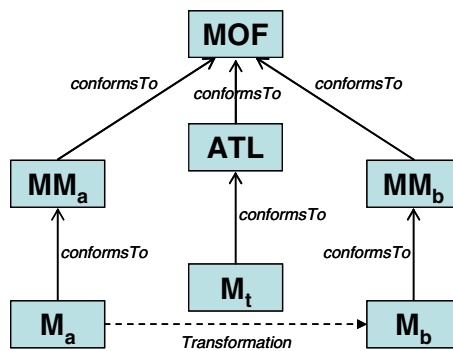 MOF
conformsTo
conformsTo
conformsTo
ATL
MMa
MMb
conformsTo
conformsTo
conformsTo
Mt
Ma
Mb
Transformation